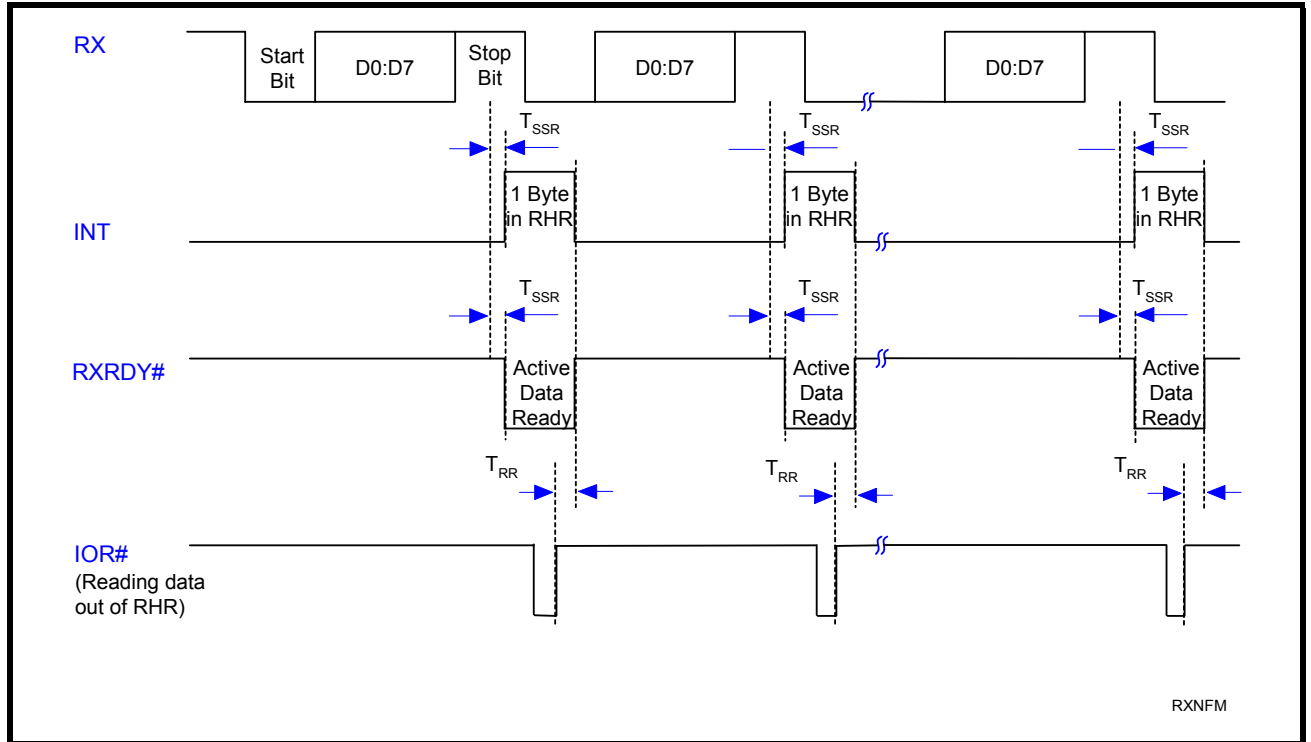 RX
Start
Bit
D0:D7
Stop
Bit
D0:D7
D0:D7
TSSR
TSSR
TSSR
INT
1 Byte
in RHR
1 Byte
in RHR
1 Byte
in RHR
TSSR
TSSR
TSSR
RXRDY#
Active
Data
Ready
Active
Data
Ready
Active
Data
Ready
TRR
TRR
TRR
IOR#
(Reading data
out of RHR)
RXNFM